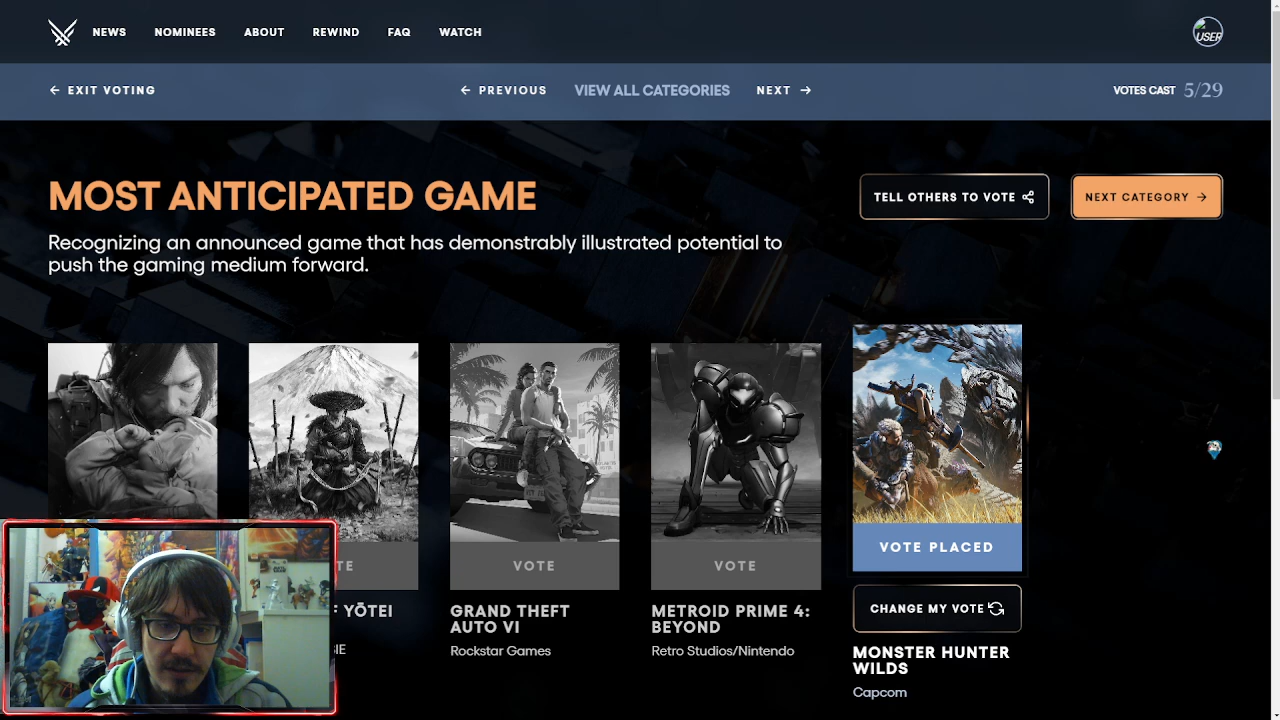 NEWS NOMINEES ABOUT REWIND FAQ WATCH USER
EXIT VOTING PREVIOUS VIEW ALL CATEGORIES NEXT VOTES CAST 5/29
MOST ANTICIPATED GAME
TELL OTHERS TO VOTE NEXT CATEGORY
Recognizing an announced game that has demonstrably illustrated potential to
push the gaming medium forward.
TE VOTE VOTE VOTE PLACED
CHANGE MY VOTE
YŌTEI
GRAND THEFT
AUTO VI
Rockstar Games
METROID PRIME 4:
BEYOND
Retro Studios/Nintendo
MONSTER HUNTER
WILDS
Capcom